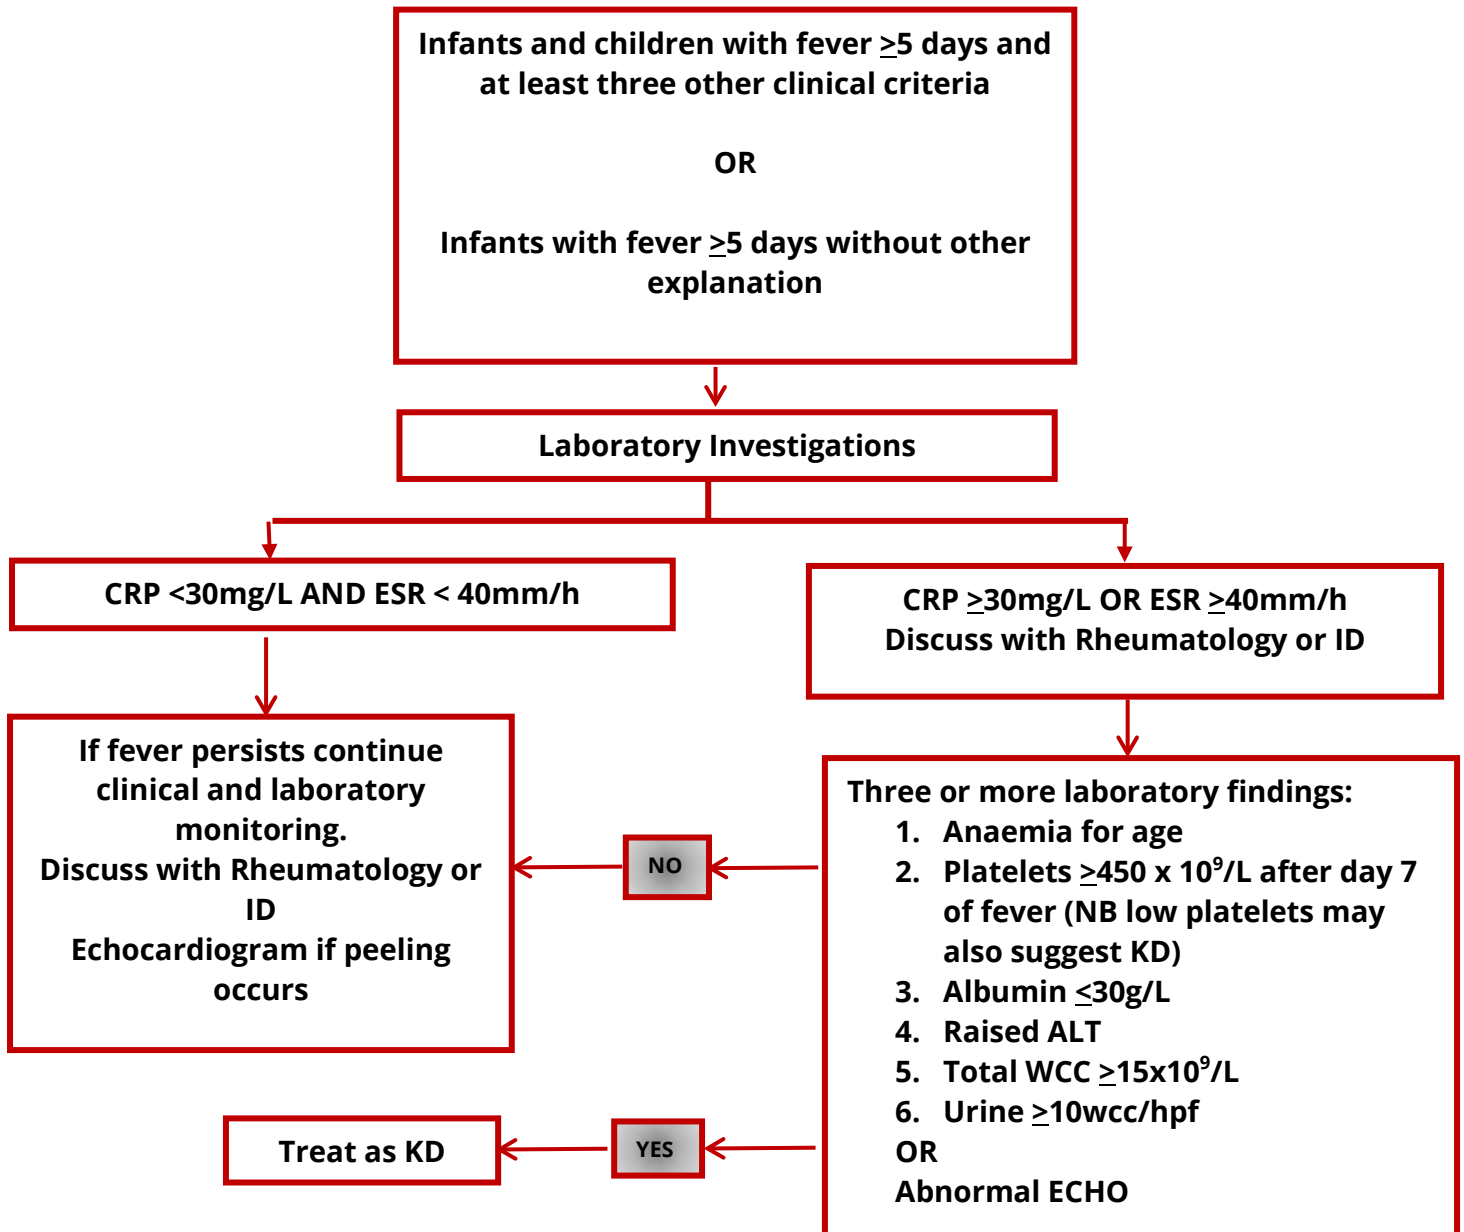 Infants and children with fever ≥5 days and
at least three other clinical criteria
OR
Infants with fever ≥5 days without other
explanation
Laboratory Investigations
CRP <30mg/L AND ESR < 40mm/h
CRP ≥30mg/L OR ESR ≥40mm/h
Discuss with Rheumatology or ID
If fever persists continue
clinical and laboratory
monitoring.
Discuss with Rheumatology or
ID
Echocardiogram if peeling
occurs
NO
Three or more laboratory findings:
1. Anaemia for age
2. Platelets ≥450 x 10⁹/L after day 7
of fever (NB low platelets may
also suggest KD)
3. Albumin ≤30g/L
4. Raised ALT
5. Total WCC ≥15x10⁹/L
6. Urine ≥10wcc/hpf
OR
Abnormal ECHO
YES
Treat as KD